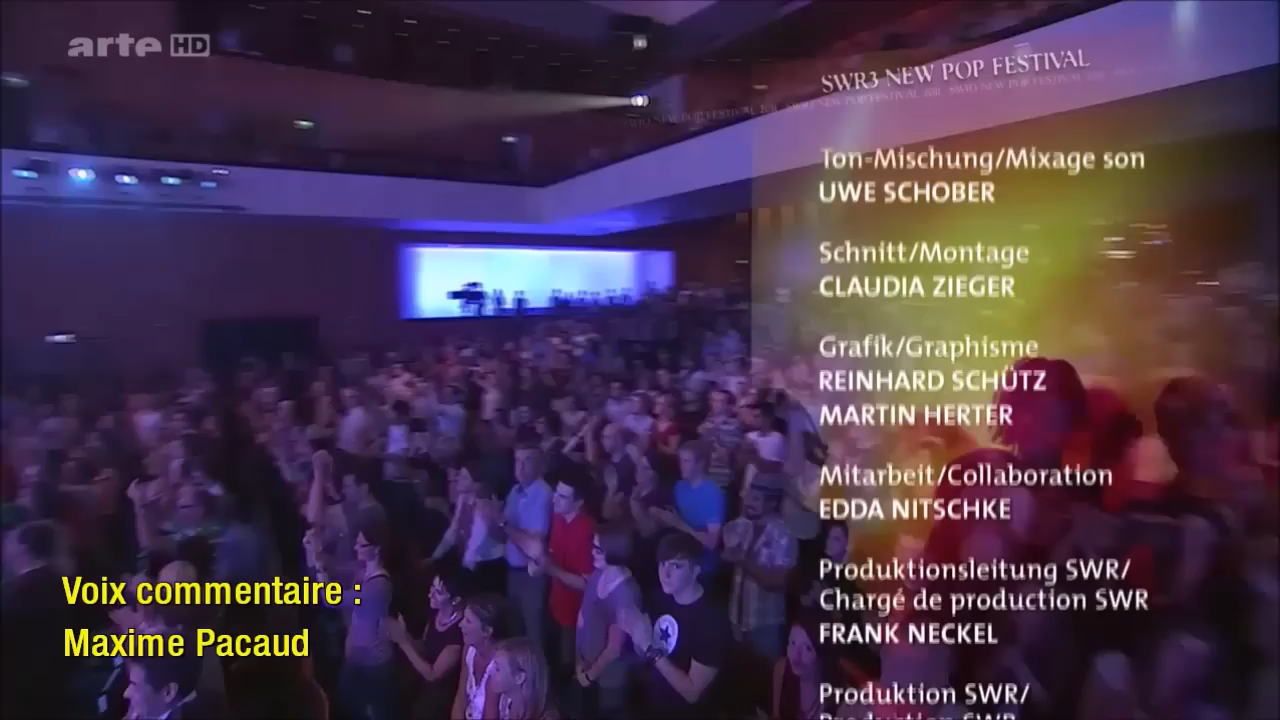 arte HD
SWR3 NEW POP FESTIVAL
Ton-Mischung/Mixage son
UWE SCHOBER
Schnitt/Montage
CLAUDIA ZIEGER
Grafik/Graphisme
REINHARD SCHÜTZ
MARTIN HERTER
Mitarbeit/Collaboration
EDDA NITSCHKE
Produktionsleitung SWR/
Chargé de production SWR
FRANK NECKEL
Produktion SWR/
Voix commentaire :
Maxime Pacaud